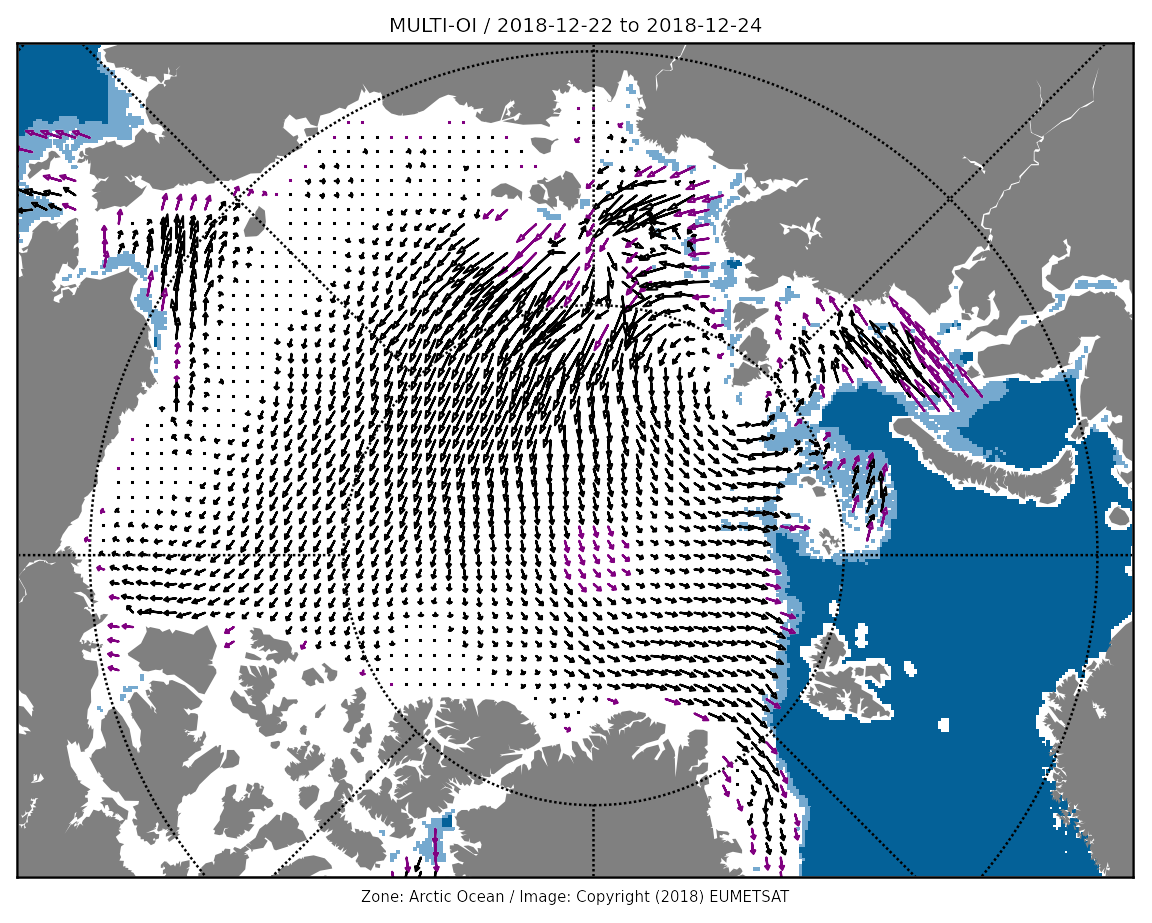 MULTI-OI / 2018-12-22 to 2018-12-24
Zone: Arctic Ocean / Image: Copyright (2018) EUMETSAT